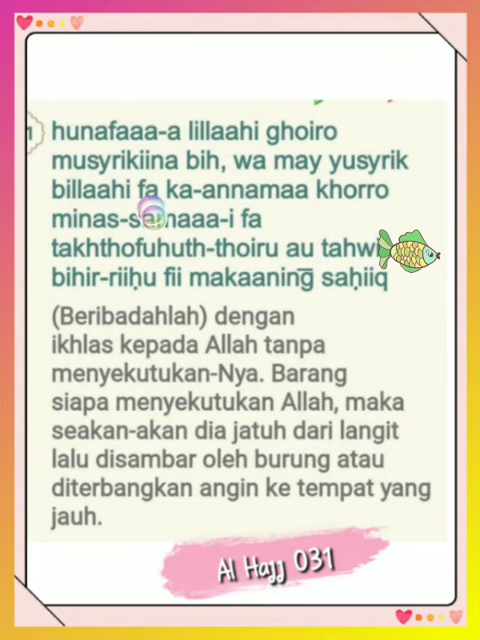 1 hunafaaa-a lillaahi ghoiro
musyrikiina bih, wa may yusyrik
billaahi fa ka-annamaa khorro
minas-samaaa-i fa
takhthofuhuth-thoiru au tahwi
bihir-riiḥu fii makaaning̅ saḥiiq
(Beribadahlah) dengan
ikhlas kepada Allah tanpa
menyekutukan-Nya. Barang
siapa menyekutukan Allah, maka
seakan-akan dia jatuh dari langit
lalu disambar oleh burung atau
diterbangkan angin ke tempat yang
jauh.
Al Hajj 031